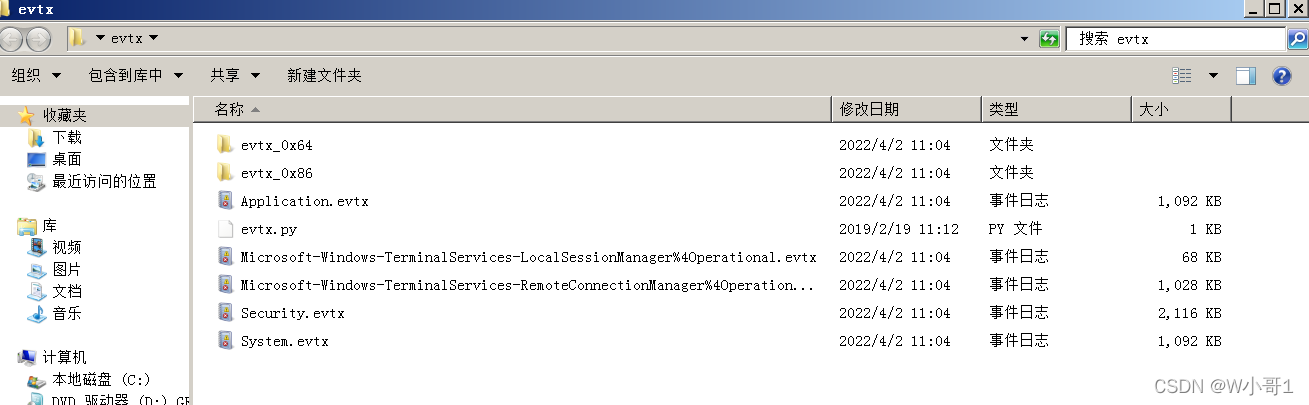 evtx
evtx
搜索 evtx
组织 包含到库中 共享 新建文件夹
名称 修改日期 类型 大小
收藏夹
下载
桌面
最近访问的位置
库
视频
图片
文档
音乐
计算机
本地磁盘 (C:)
DVD 驱动器 (D:) GR
evtx_0x64 2022/4/2 11:04 文件夹
evtx_0x86 2022/4/2 11:04 文件夹
Application.evtx 2022/4/2 11:04 事件日志 1,092 KB
evtx.py 2019/2/19 11:12 PY 文件 1 KB
Microsoft-Windows-TerminalServices-LocalSessionManager%4Operational.evtx 2022/4/2 11:04 事件日志 68 KB
Microsoft-Windows-TerminalServices-RemoteConnectionManager%4Operation... 2022/4/2 11:04 事件日志 1,028 KB
Security.evtx 2022/4/2 11:04 事件日志 2,116 KB
System.evtx 2022/4/2 11:04 事件日志 1,092 KB
CSDN @W小哥1